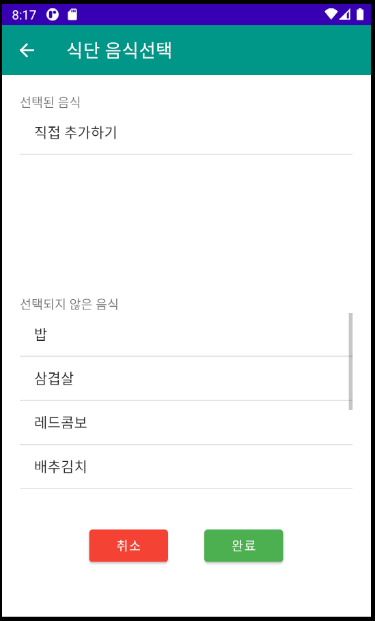 8:17
식단 음식선택
선택된 음식
직접 추가하기
선택되지 않은 음식
밥
삼겹살
레드콤보
배추김치
취소
완료